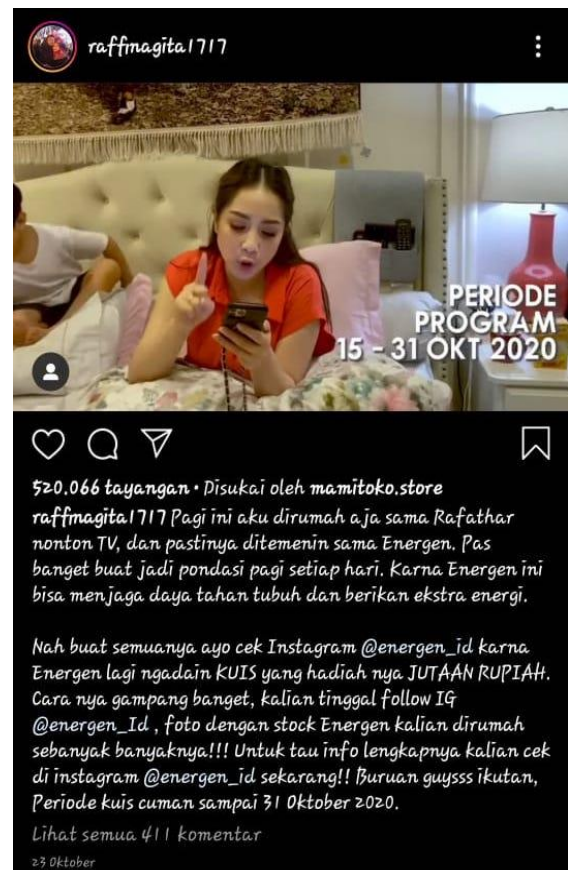 raffinagita1717
PERIODE
PROGRAM
15 - 31 OKT 2020
520.066 tayangan • Disukai oleh mamitoko.store
raffinagita1717 Pagi ini aku dirumah aja sama Rafathar
nonton TV, dan pastinya ditemenin sama Energen. Pas
banget buat jadi pondasi pagi setiap hari. Karna Energen ini
bisa menjaga daya tahan tubuh dan berikan ekstra energi.
Nah buat semuanya ayo cek Instagram @energen_id karna
Energen lagi ngadain KUIS yang hadiah nya JUTAAN RUPIAH.
Cara nya gampang banget, kalian tinggal follow IG
@energen_Id , foto dengan stock Energen kalian dirumah
sebanyak banyaknya!!! Untuk tau info lengkapnya kalian cek
di instagram @energen_id sekarang!! Buruan guysss ikutan,
Periode kuis cuman sampai 31 Oktober 2020.
Lihat semua 411 komentar
23 Oktober